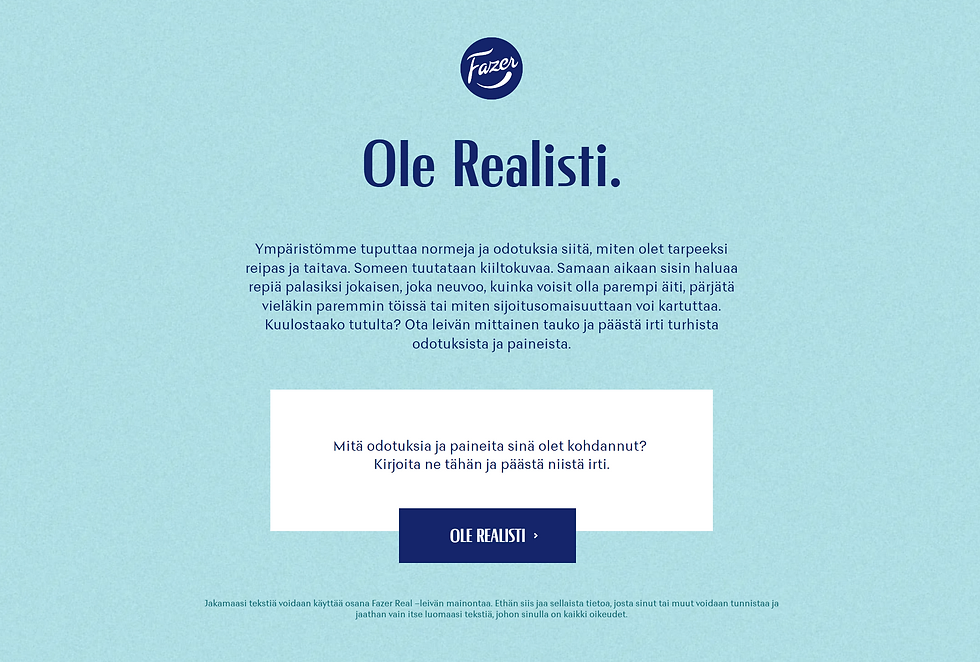 Fazer
Ole Realisti.
Ympäristömme tuputtaa normeja ja odotuksia siitä, miten olet tarpeeksi
reipas ja taitava. Someen tuutataan kiiltokuvaa. Samaan aikaan sisin haluaa
repiä palasiksi jokaisen, joka neuvoo, kuinka voisit olla parempi äiti, pärjätä
vieläkin paremmin töissä tai miten sijoitusomaisuuttaan voi kartuttaa.
Kuulostaako tutulta? Ota leivän mittainen tauko ja päästä irti turhista
odotuksista ja paineista.
Mitä odotuksia ja paineita sinä olet kohdannut?
Kirjoita ne tähän ja päästä niistä irti.
OLE REALISTI ›
Jakamaasi tekstiä voidaan käyttää osana Fazer Real –leivän mainontaa. Ethän siis jaa sellaista tietoa, josta sinut tai muut voidaan tunnistaa ja
jaathan vain itse luomaasi tekstiä, johon sinulla on kaikki oikeudet.